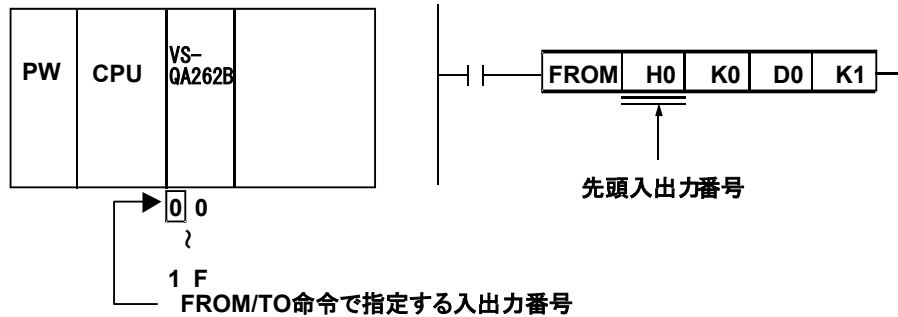 PW CPU VS-
QA262B
FROM H0 K0 D0 K1
先頭入出力番号
0 0
~
1 F
FROM/TO命令で指定する入出力番号